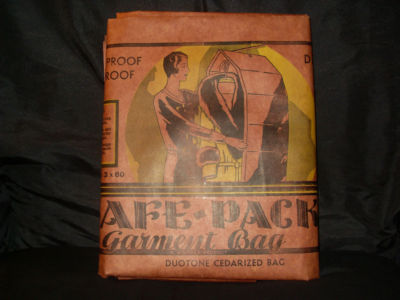 PROOF
ROOF
D
3 x 60
AFE-PACK
Garment Bag
DUOTONE CEDARIZED BAG